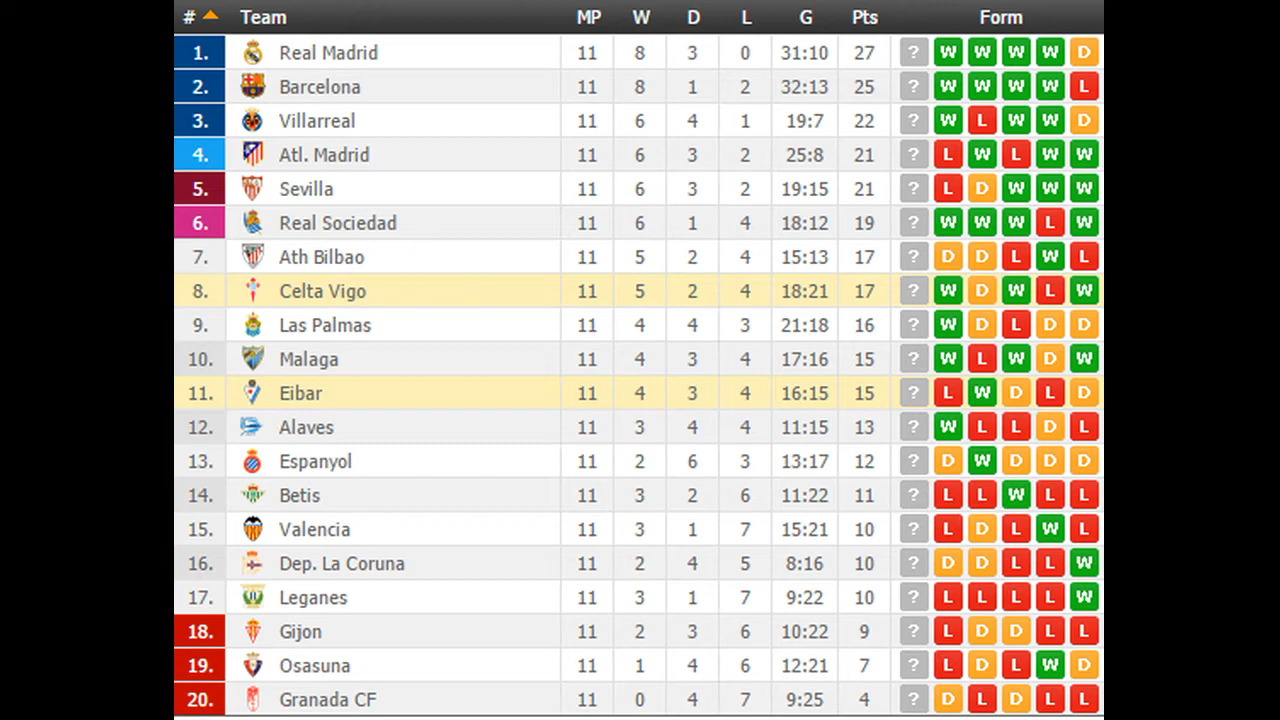 # Team MP W D L G Pts Form
1. Real Madrid 11 8 3 0 31:10 27 ? W W W W D
2. Barcelona 11 8 1 2 32:13 25 ? W W W W L
3. Villarreal 11 6 4 1 19:7 22 ? W L W W D
4. Atl. Madrid 11 6 3 2 25:8 21 ? L W L W W
5. Sevilla 11 6 3 2 19:15 21 ? L D W W W
6. Real Sociedad 11 6 1 4 18:12 19 ? W W W L W
7. Ath Bilbao 11 5 2 4 15:13 17 ? D D L W L
8. Celta Vigo 11 5 2 4 18:21 17 ? W D W L W
9. Las Palmas 11 4 4 3 21:18 16 ? W D L D D
10. Malaga 11 4 3 4 17:16 15 ? W L W D W
11. Eibar 11 4 3 4 16:15 15 ? L W D L D
12. Alaves 11 3 4 4 11:15 13 ? W L L D L
13. Espanyol 11 2 6 3 13:17 12 ? D W D D D
14. Betis 11 3 2 6 11:22 11 ? L L W L L
15. Valencia 11 3 1 7 15:21 10 ? L D L W L
16. Dep. La Coruna 11 2 4 5 8:16 10 ? D D L L W
17. Leganes 11 3 1 7 9:22 10 ? L L L L W
18. Gijon 11 2 3 6 10:22 9 ? L D D L L
19. Osasuna 11 1 4 6 12:21 7 ? L D L W D
20. Granada CF 11 0 4 7 9:25 4 ? D L D L L